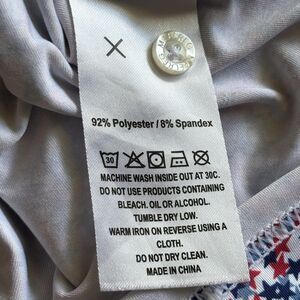 92% Polyester / 8% Spandex
30
MACHINE WASH INSIDE OUT AT 30C.
DO NOT USE PRODUCTS CONTAINING
BLEACH. OIL OR ALCOHOL.
TUMBLE DRY LOW.
WARM IRON ON REVERSE USING A
CLOTH.
DO NOT DRY CLEAN.
MADE IN CHINA